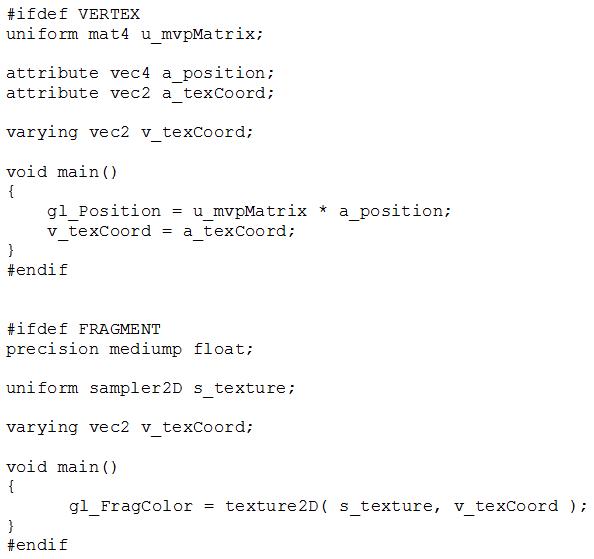 #ifdef VERTEX
uniform mat4 u_mvpMatrix;

attribute vec4 a_position;
attribute vec2 a_texCoord;

varying vec2 v_texCoord;

void main()
{
    gl_Position = u_mvpMatrix * a_position;
    v_texCoord = a_texCoord;
}
#endif


#ifdef FRAGMENT
precision mediump float;

uniform sampler2D s_texture;

varying vec2 v_texCoord;

void main()
{
      gl_FragColor = texture2D( s_texture, v_texCoord );
}
#endif